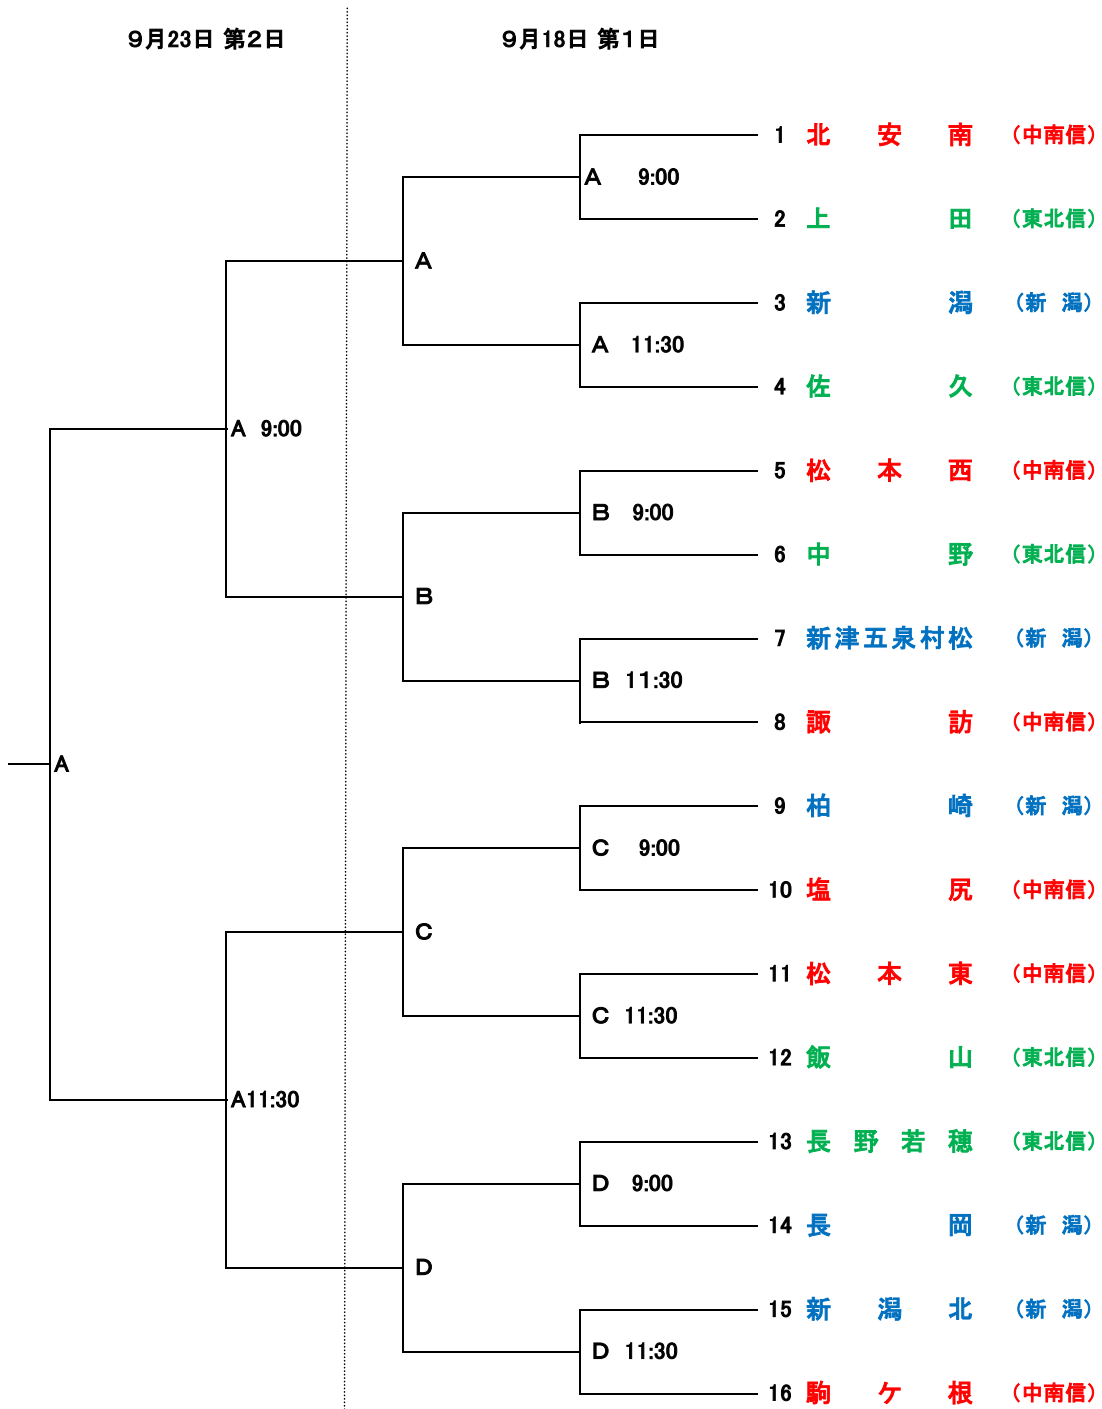 ９月23日 第２日　９月18日 第１日
1 北安南 （中南信）
A 9:00
2 上田 （東北信）
A
3 新潟 （新 潟）
A 11:30
4 佐久 （東北信）
A 9:00
5 松本西 （中南信）
B 9:00
6 中野 （東北信）
B
7 新津五泉村松 （新 潟）
B 11:30
8 諏訪 （中南信）
A
9 柏崎 （新 潟）
C 9:00
10 塩尻 （中南信）
C
11 松本東 （中南信）
C 11:30
12 飯山 （東北信）
A11:30
13 長野若穂 （東北信）
D 9:00
14 長岡 （新 潟）
D
15 新潟北 （新 潟）
D 11:30
16 駒ケ根 （中南信）